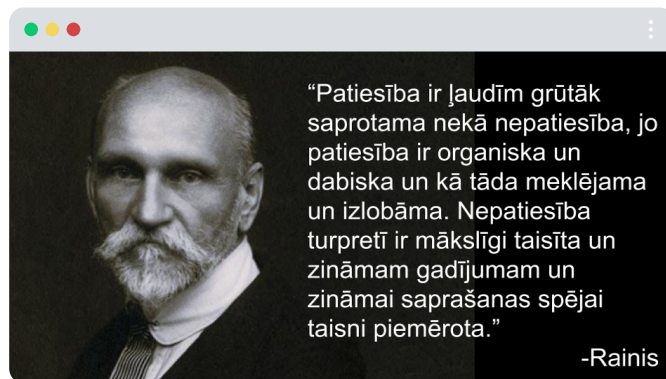 “Patiesība ir ļaudīm grūtāk
saprotama nekā nepatiesība, jo
patiesība ir organiska un
dabiska un kā tāda meklējama
un izlobāma. Nepatiesība
turpretī ir mākslīgi taisīta un
zināmam gadījumam un
zināmai saprašanas spējai
taisni piemērota.”
-Rainis